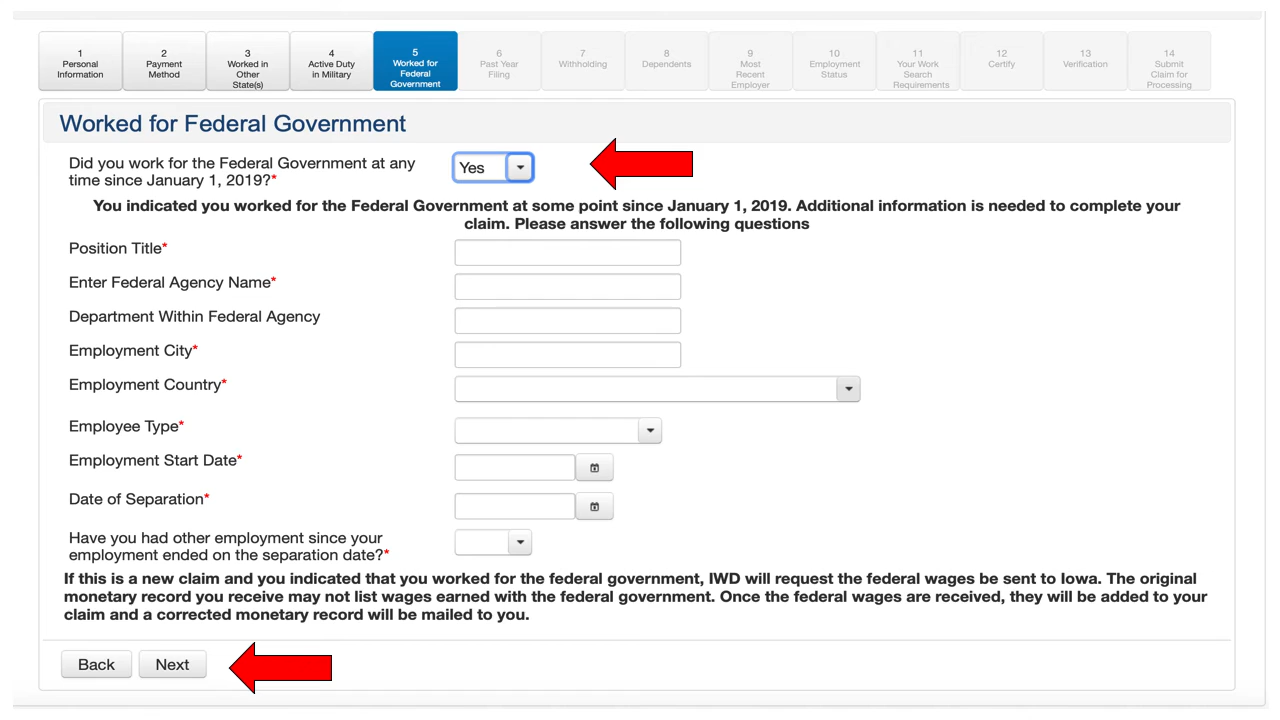 1
Personal
Information
2
Payment
Method
3
Worked in
Other
State(s)
4
Active Duty
in Military
5
Worked for
Federal
Government
6
Past Year
Filing
7
Withholding
8
Dependents
9
Most
Recent
Employer
10
Employment
Status
11
Your Work
Search
Requirements
12
Certify
13
Verification
14
Submit
Claim for
Processing
Worked for Federal Government
Did you work for the Federal Government at any
time since January 1, 2019?*
Yes
You indicated you worked for the Federal Government at some point since January 1, 2019. Additional information is needed to complete your
claim. Please answer the following questions
Position Title*
Enter Federal Agency Name*
Department Within Federal Agency
Employment City*
Employment Country*
Employee Type*
Employment Start Date*
Date of Separation*
Have you had other employment since your
employment ended on the separation date?*
If this is a new claim and you indicated that you worked for the federal government, IWD will request the federal wages be sent to Iowa. The original
monetary record you receive may not list wages earned with the federal government. Once the federal wages are received, they will be added to your
claim and a corrected monetary record will be mailed to you.
Back Next